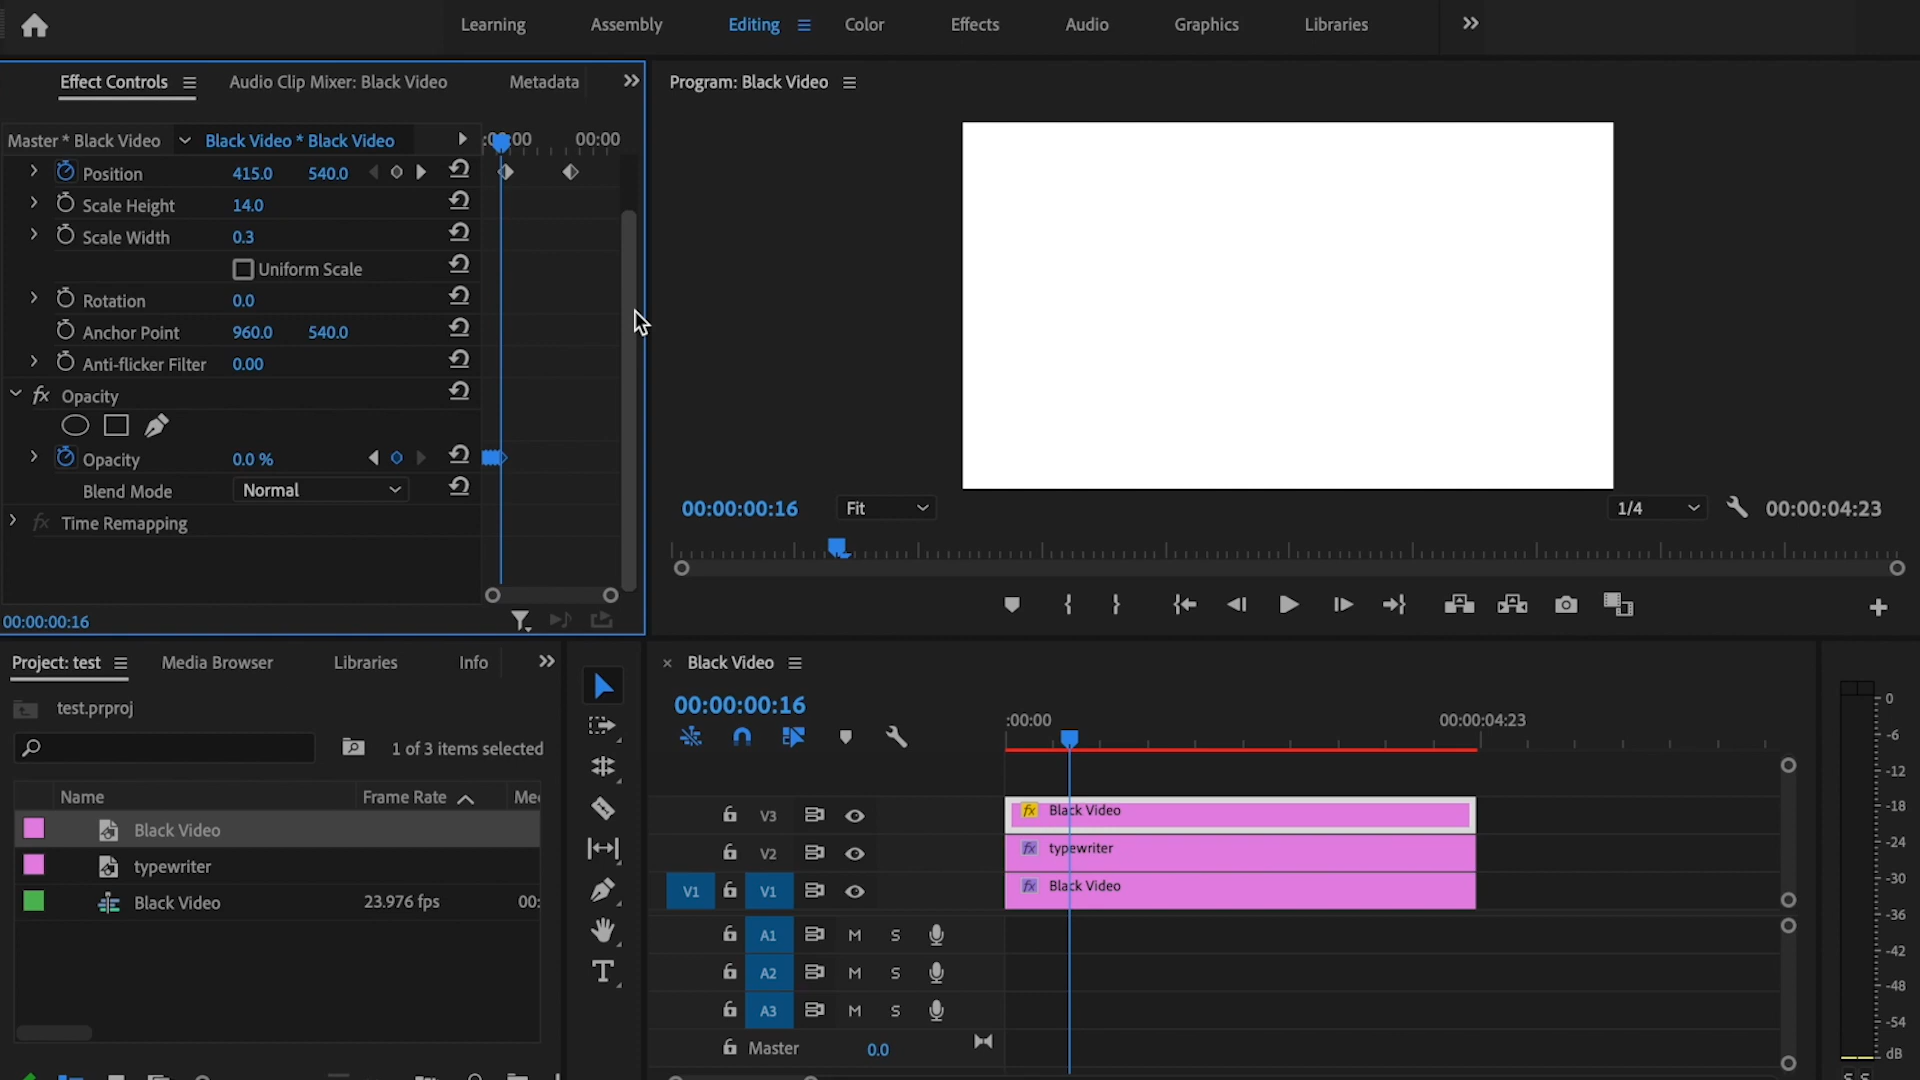 Learning Assembly Editing Color Effects Audio Graphics Libraries
Effect Controls Audio Clip Mixer: Black Video Metadata
Program: Black Video
Master * Black Video Black Video * Black Video 00:00
Position 415.0 540.0
Scale Height 14.0
Scale Width 0.3
Uniform Scale
Rotation 0.0
Anchor Point 960.0 540.0
Anti-flicker Filter 0.00
fx Opacity
Opacity 0.0 %
Blend Mode Normal
fx Time Remapping
00:00:00:16
00:00:00:16 Fit 1/4 00:00:04:23
Project: test Media Browser Libraries Info
test.prproj
1 of 3 items selected
Name Frame Rate
Black Video
typewriter
Black Video 23.976 fps 00:
Black Video
00:00:00:16
:00:00 00:00:04:23
V3 fx Black Video
V2 fx typewriter
V1 V1 fx Black Video
A1 M S
A2 M S
A3 M S
Master 0.0
0
-6
-12
-18
-24
-30
-36
-42
-48
-54
dB